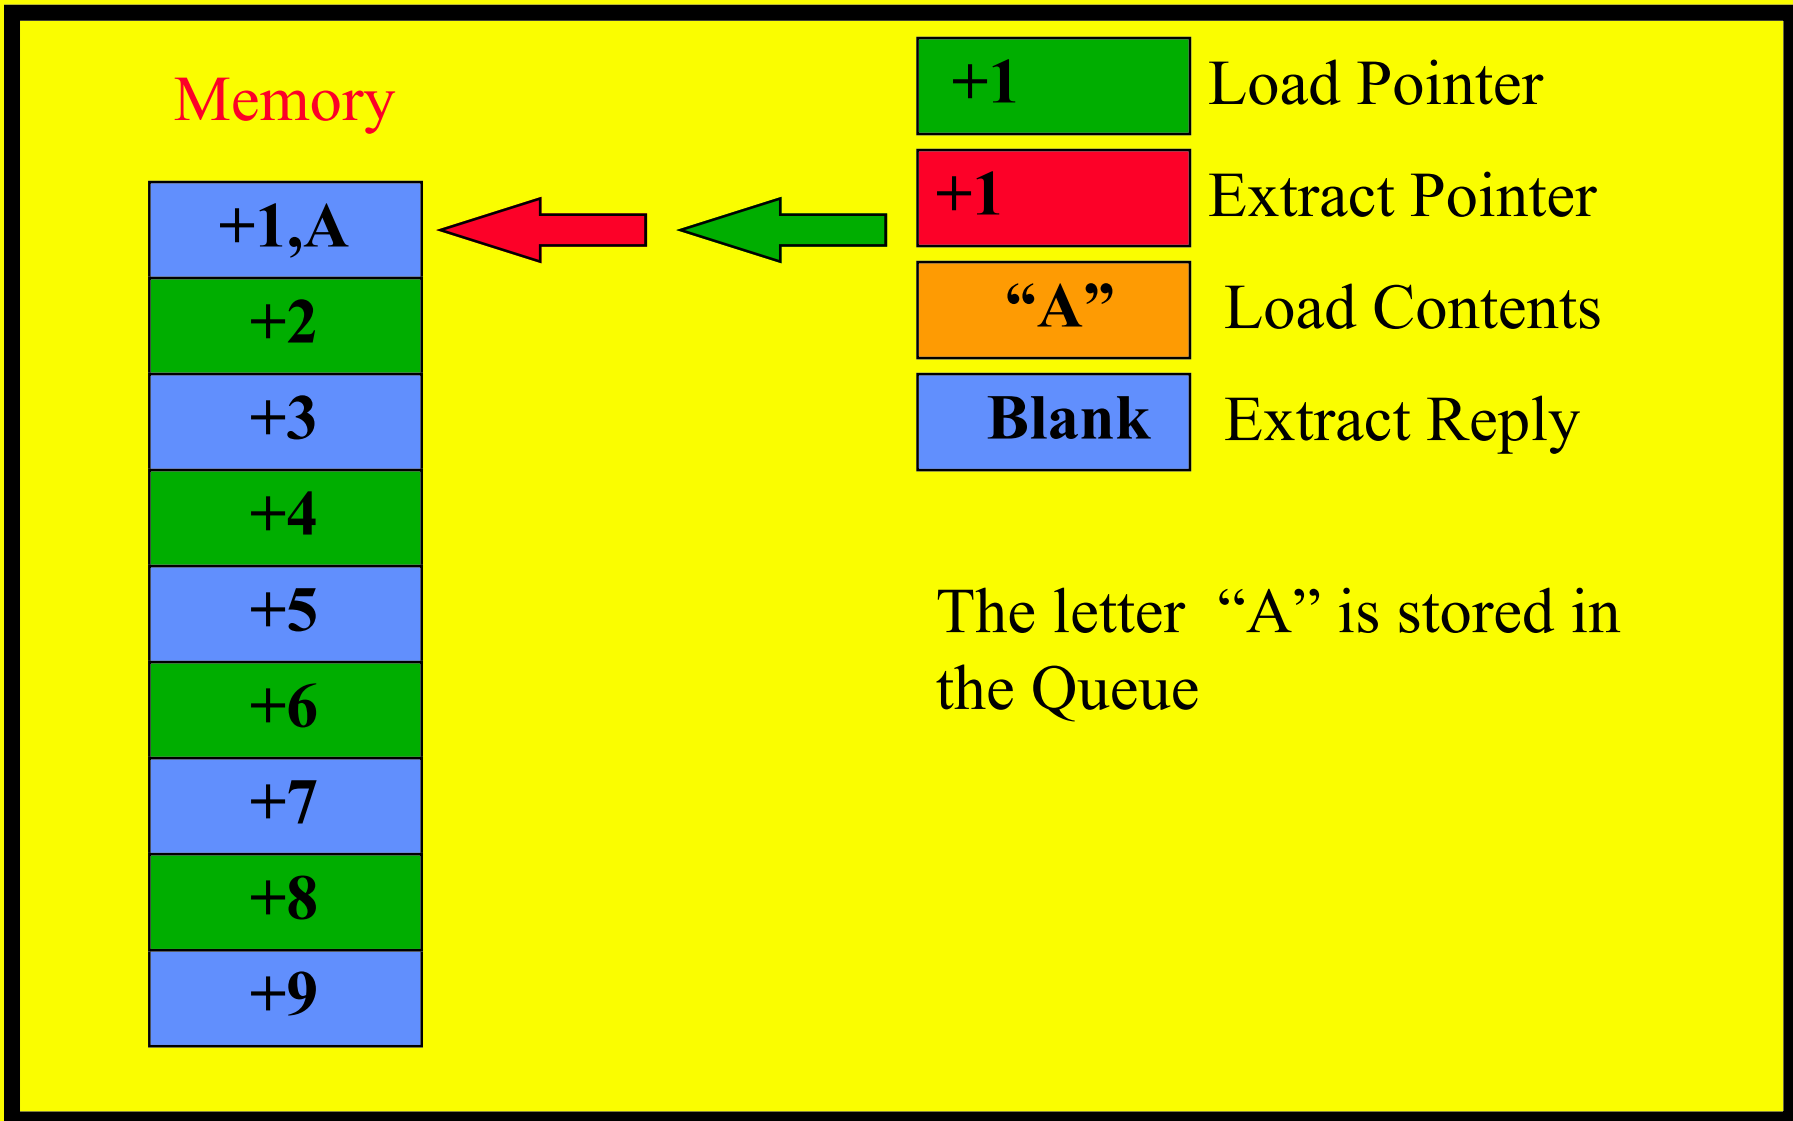 Memory
+1,A
+2
+3
+4
+5
+6
+7
+8
+9
+1 Load Pointer
+1 Extract Pointer
“A” Load Contents
Blank Extract Reply
The letter “A” is stored in
the Queue